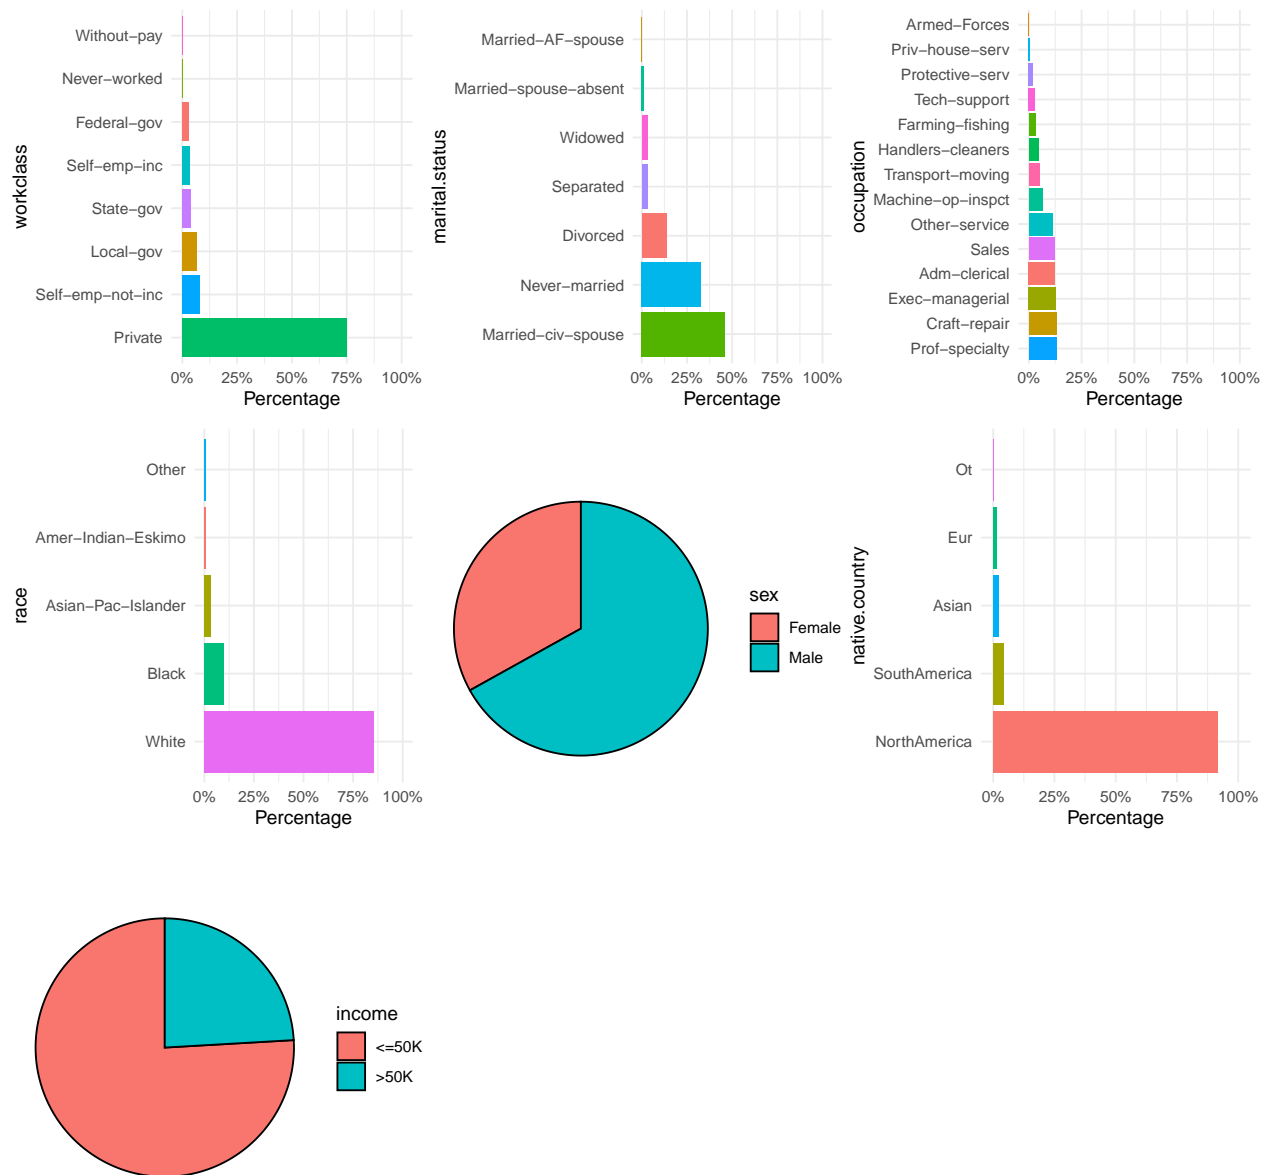 workclass
Without−pay
Never−worked
Federal−gov
Self−emp−inc
State−gov
Local−gov
Self−emp−not−inc
Private
0% 25% 50% 75% 100%
Percentage
marital.status
Married−AF−spouse
Married−spouse−absent
Widowed
Separated
Divorced
Never−married
Married−civ−spouse
0% 25% 50% 75% 100%
Percentage
occupation
Armed−Forces
Priv−house−serv
Protective−serv
Tech−support
Farming−fishing
Handlers−cleaners
Transport−moving
Machine−op−inspct
Other−service
Sales
Adm−clerical
Exec−managerial
Craft−repair
Prof−specialty
0% 25% 50% 75% 100%
Percentage
race
Other
Amer−Indian−Eskimo
Asian−Pac−Islander
Black
White
0% 25% 50% 75% 100%
Percentage
sex
Female
Male
native.country
Ot
Eur
Asian
SouthAmerica
NorthAmerica
0% 25% 50% 75% 100%
Percentage
income
<=50K
>50K